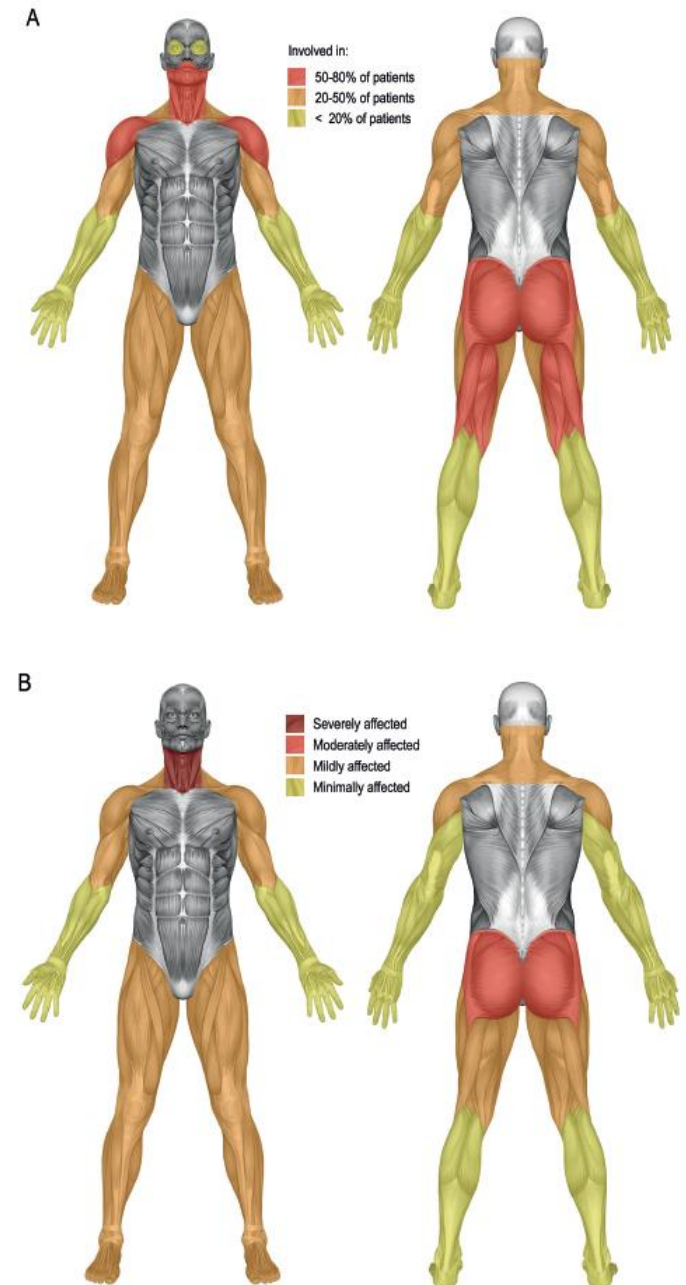 A
Involved in:
50-80% of patients
20-50% of patients
< 20% of patients
B
Severely affected
Moderately affected
Mildly affected
Minimally affected